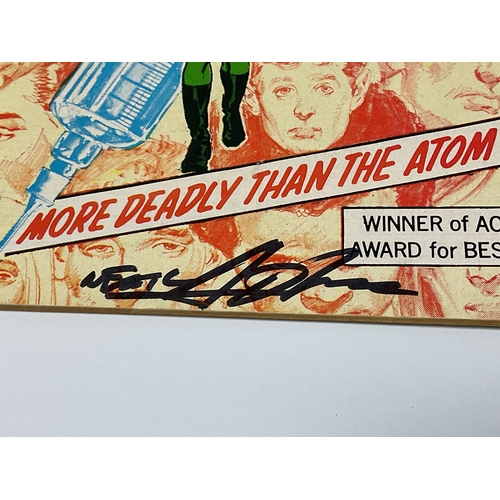 MORE DEADLY THAN THE ATOM
WINNER of AC
AWARD for BES